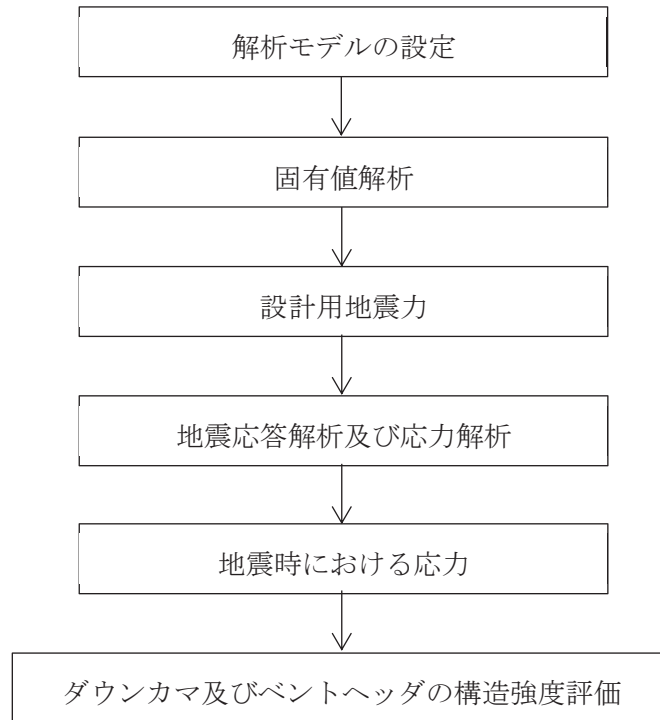 解析モデルの設定
固有値解析
設計用地震力
地震応答解析及び応力解析
地震時における応力
ダウンカマ及びベントヘッダの構造強度評価